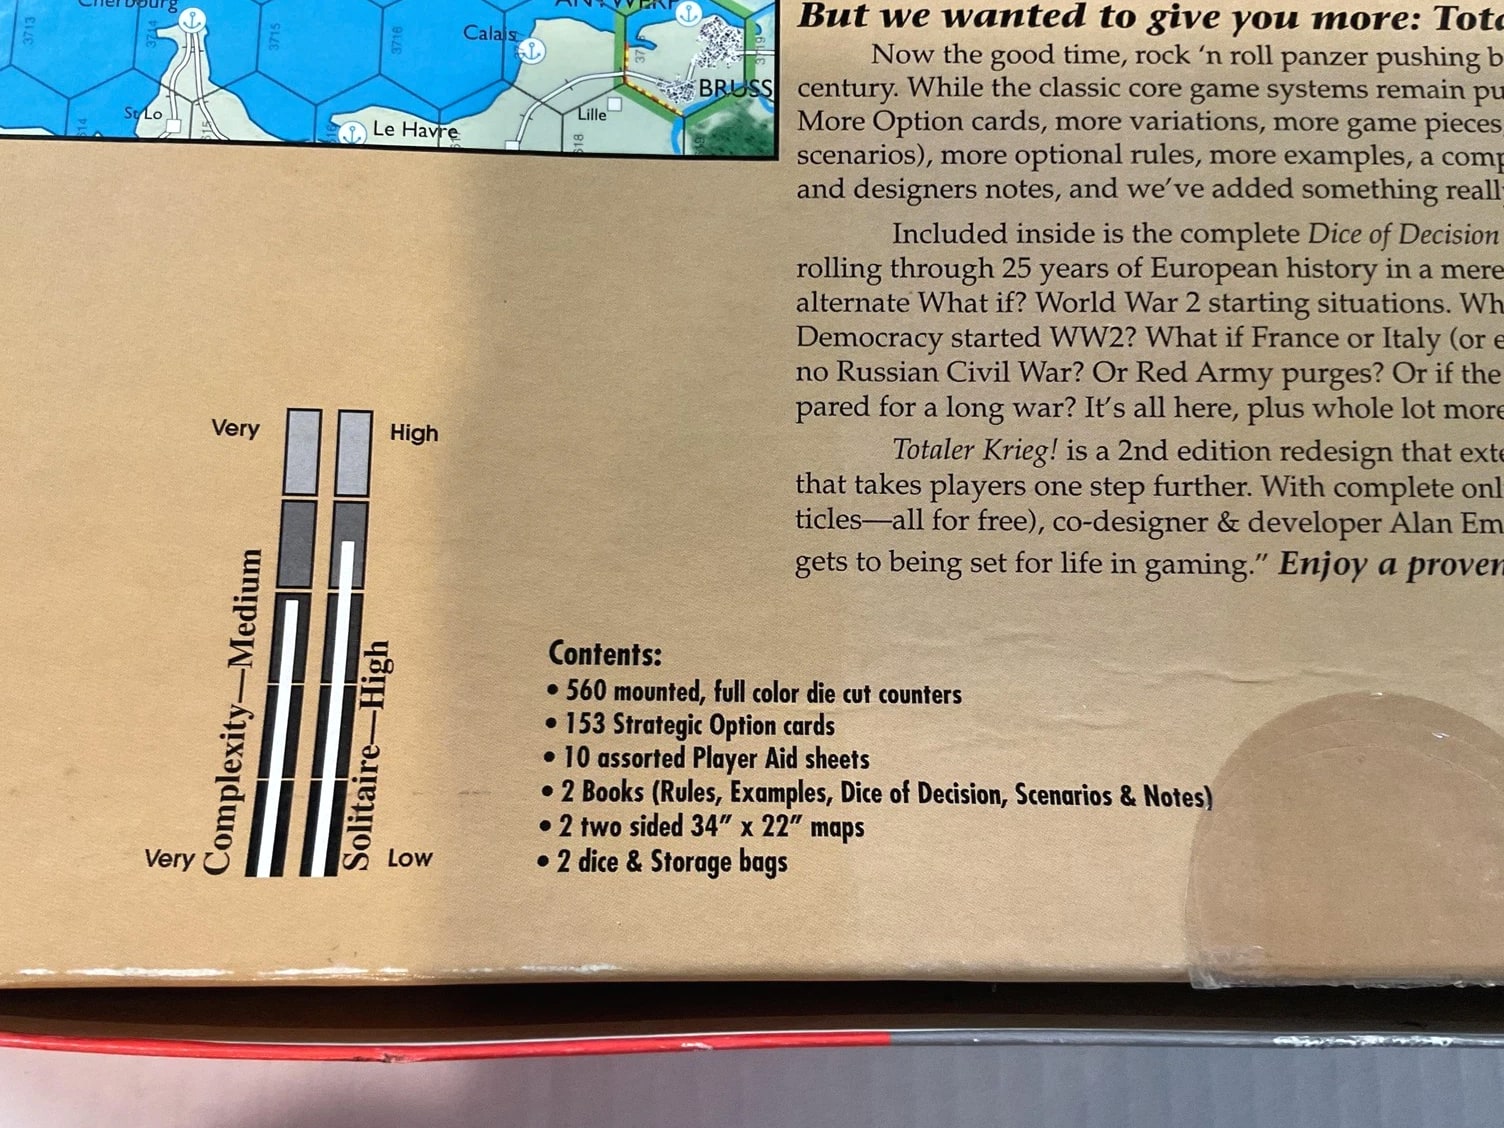 Cherbourg
ANTWERP
Calais
BRUSS
St Lo
Lille
Le Havre
3713
3714
3715
3716
But we wanted to give you more: Tota
Now the good time, rock ‘n roll panzer pushing b
century. While the classic core game systems remain pu
More Option cards, more variations, more game pieces
scenarios), more optional rules, more examples, a comp
and designers notes, and we’ve added something reall
Included inside is the complete Dice of Decision
rolling through 25 years of European history in a mere
alternate What if? World War 2 starting situations. Wh
Democracy started WW2? What if France or Italy (or e
no Russian Civil War? Or Red Army purges? Or if the
pared for a long war? It’s all here, plus whole lot more
Totaler Krieg! is a 2nd edition redesign that exte
that takes players one step further. With complete onl
ticles—all for free), co-designer & developer Alan Em
gets to being set for life in gaming.” Enjoy a proven
Very
High
Complexity—Medium
Solitaire—High
Very
Low
Contents:
• 560 mounted, full color die cut counters
• 153 Strategic Option cards
• 10 assorted Player Aid sheets
• 2 Books (Rules, Examples, Dice of Decision, Scenarios & Notes)
• 2 two sided 34” x 22” maps
• 2 dice & Storage bags